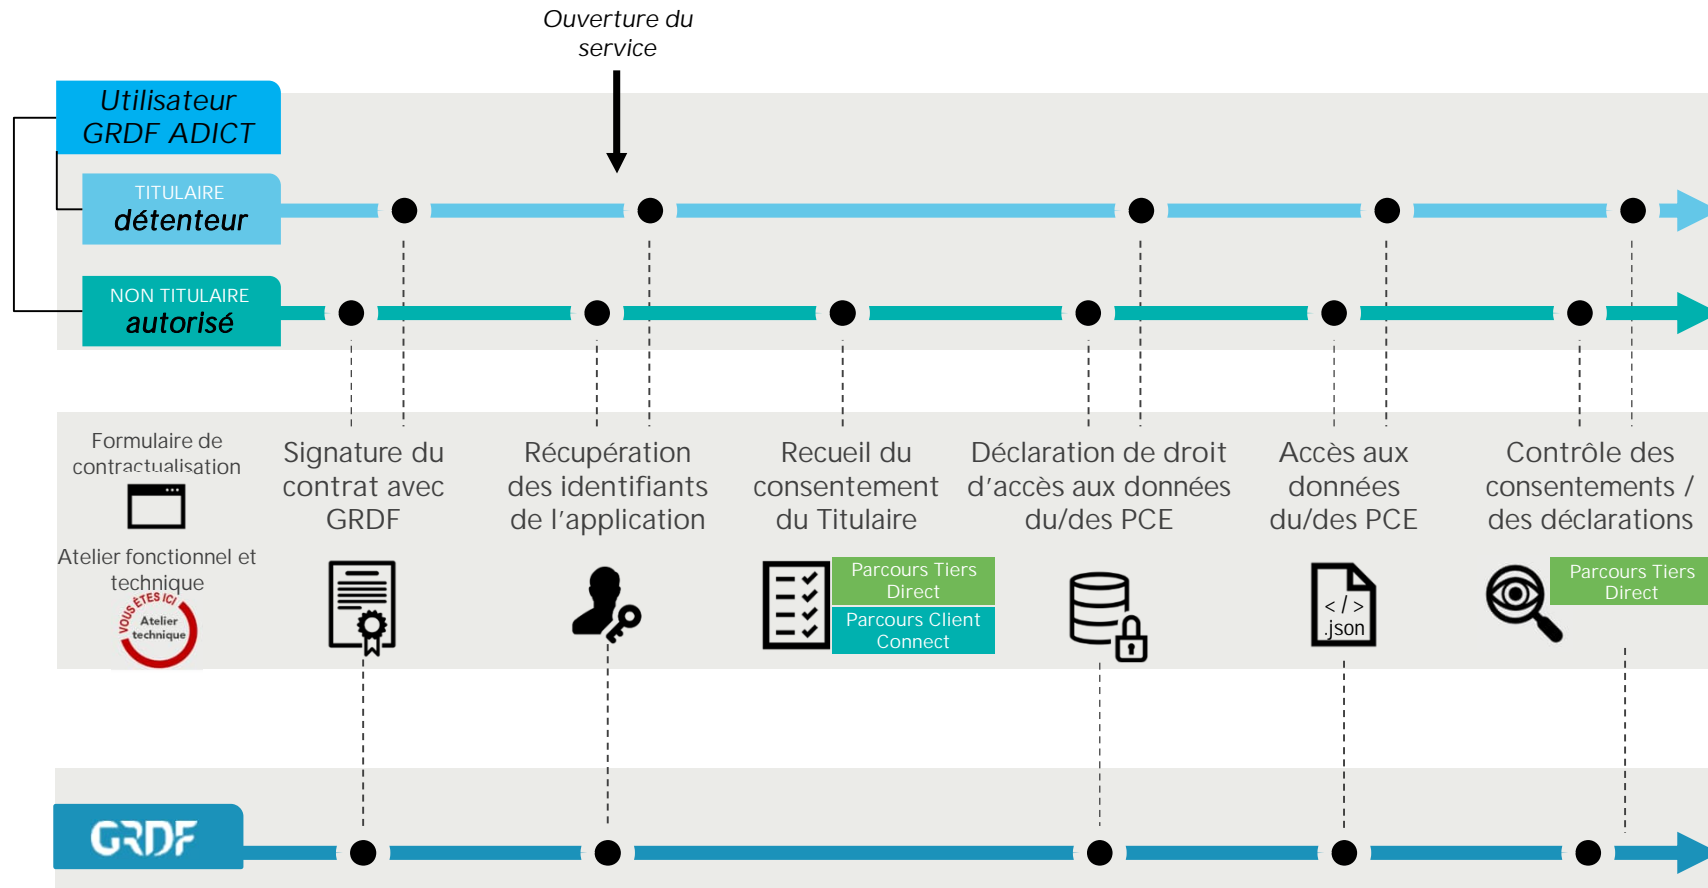 Ouverture du
service
Utilisateur
GRDF ADICT
TITULAIRE
détenteur
NON TITULAIRE
autorisé
Formulaire de
contractualisation
Atelier fonctionnel et
technique
VOUS ÊTES ICI
Atelier
technique
Signature du
contrat avec
GRDF
Récupération
des identifiants
de l'application
Recueil du
consentement
du Titulaire
Parcours Tiers
Direct
Parcours Client
Connect
Déclaration de droit
d'accès aux données
du/des PCE
Accès aux
données
du/des PCE
< / >
.json
Contrôle des
consentements /
des déclarations
Parcours Tiers
Direct
GRDF